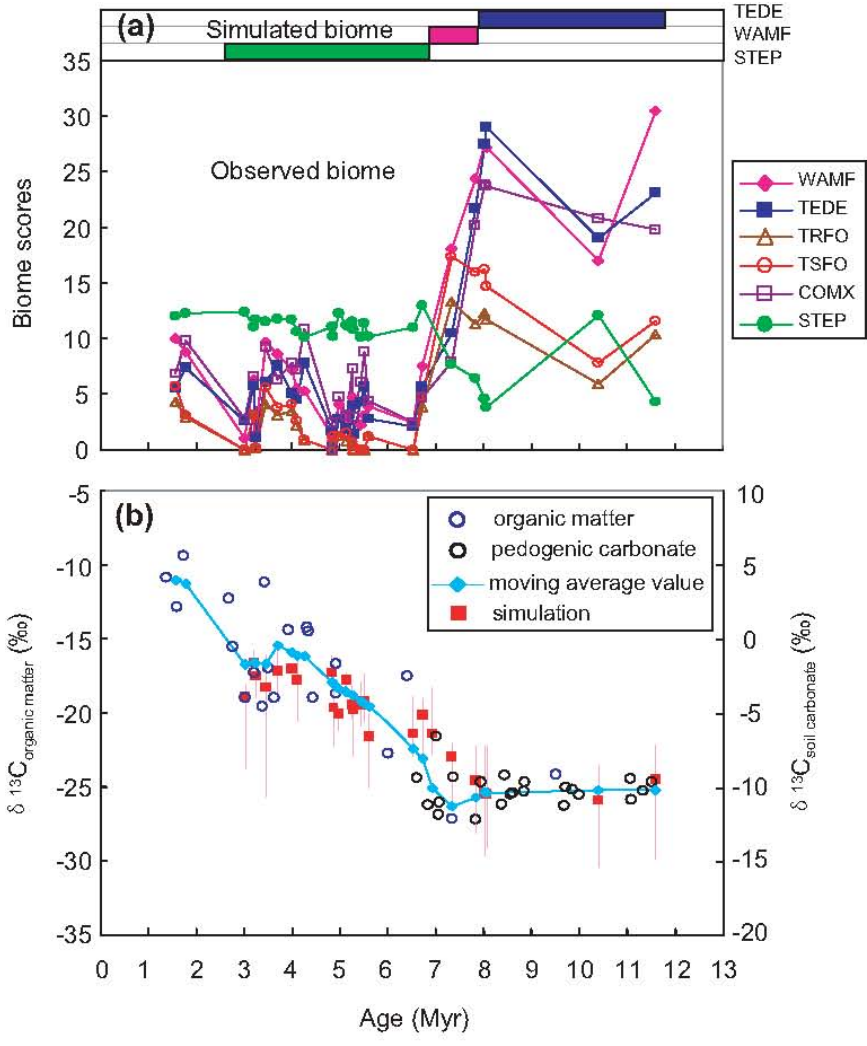 (a) Simulated biome
TEDE
WAMF
STEP
35
30
25
20
15
10
5
0
Biome scores
Observed biome
WAMF
TEDE
TRFO
TSFO
COMX
STEP
(b)
organic matter
pedogenic carbonate
moving average value
simulation
-5
-10
-15
-20
-25
-30
-35
δ 13Corganic matter (‰)
10
5
0
-5
-10
-15
-20
δ 13Csoil carbonate (‰)
0 1 2 3 4 5 6 7 8 9 10 11 12 13
Age (Myr)